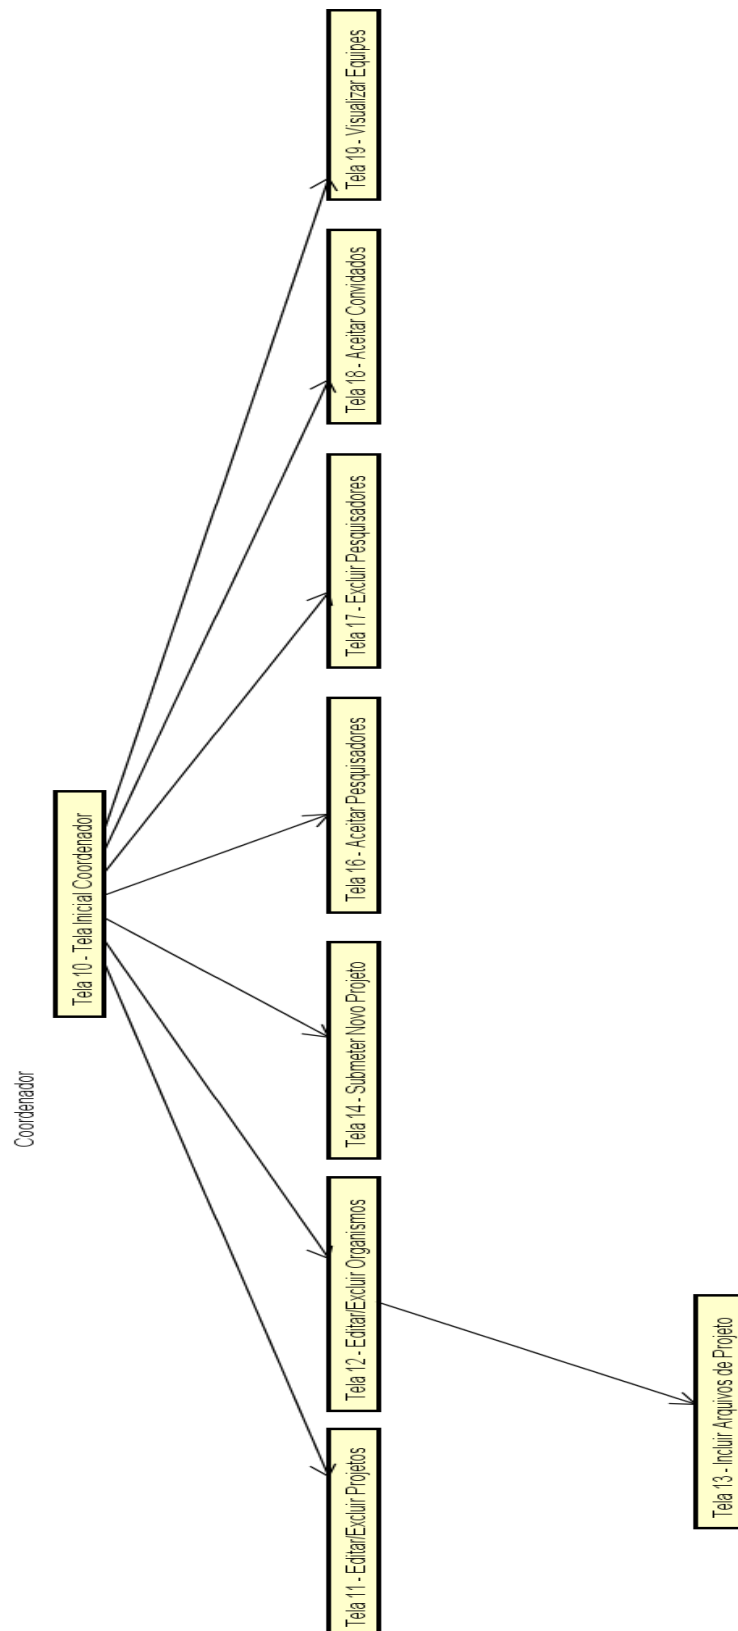 Coordenador
Tela 10 - Tela Inicial Coordenador
Tela 11 - Editar/Excluir Projetos
Tela 12 - Editar/Excluir Organismos
Tela 14 - Submeter Novo Projeto
Tela 16 - Aceitar Pesquisadores
Tela 17 - Excluir Pesquisadores
Tela 18 - Aceitar Convidados
Tela 19 - Visualizar Equipes
Tela 13 - Incluir Arquivos de Projeto